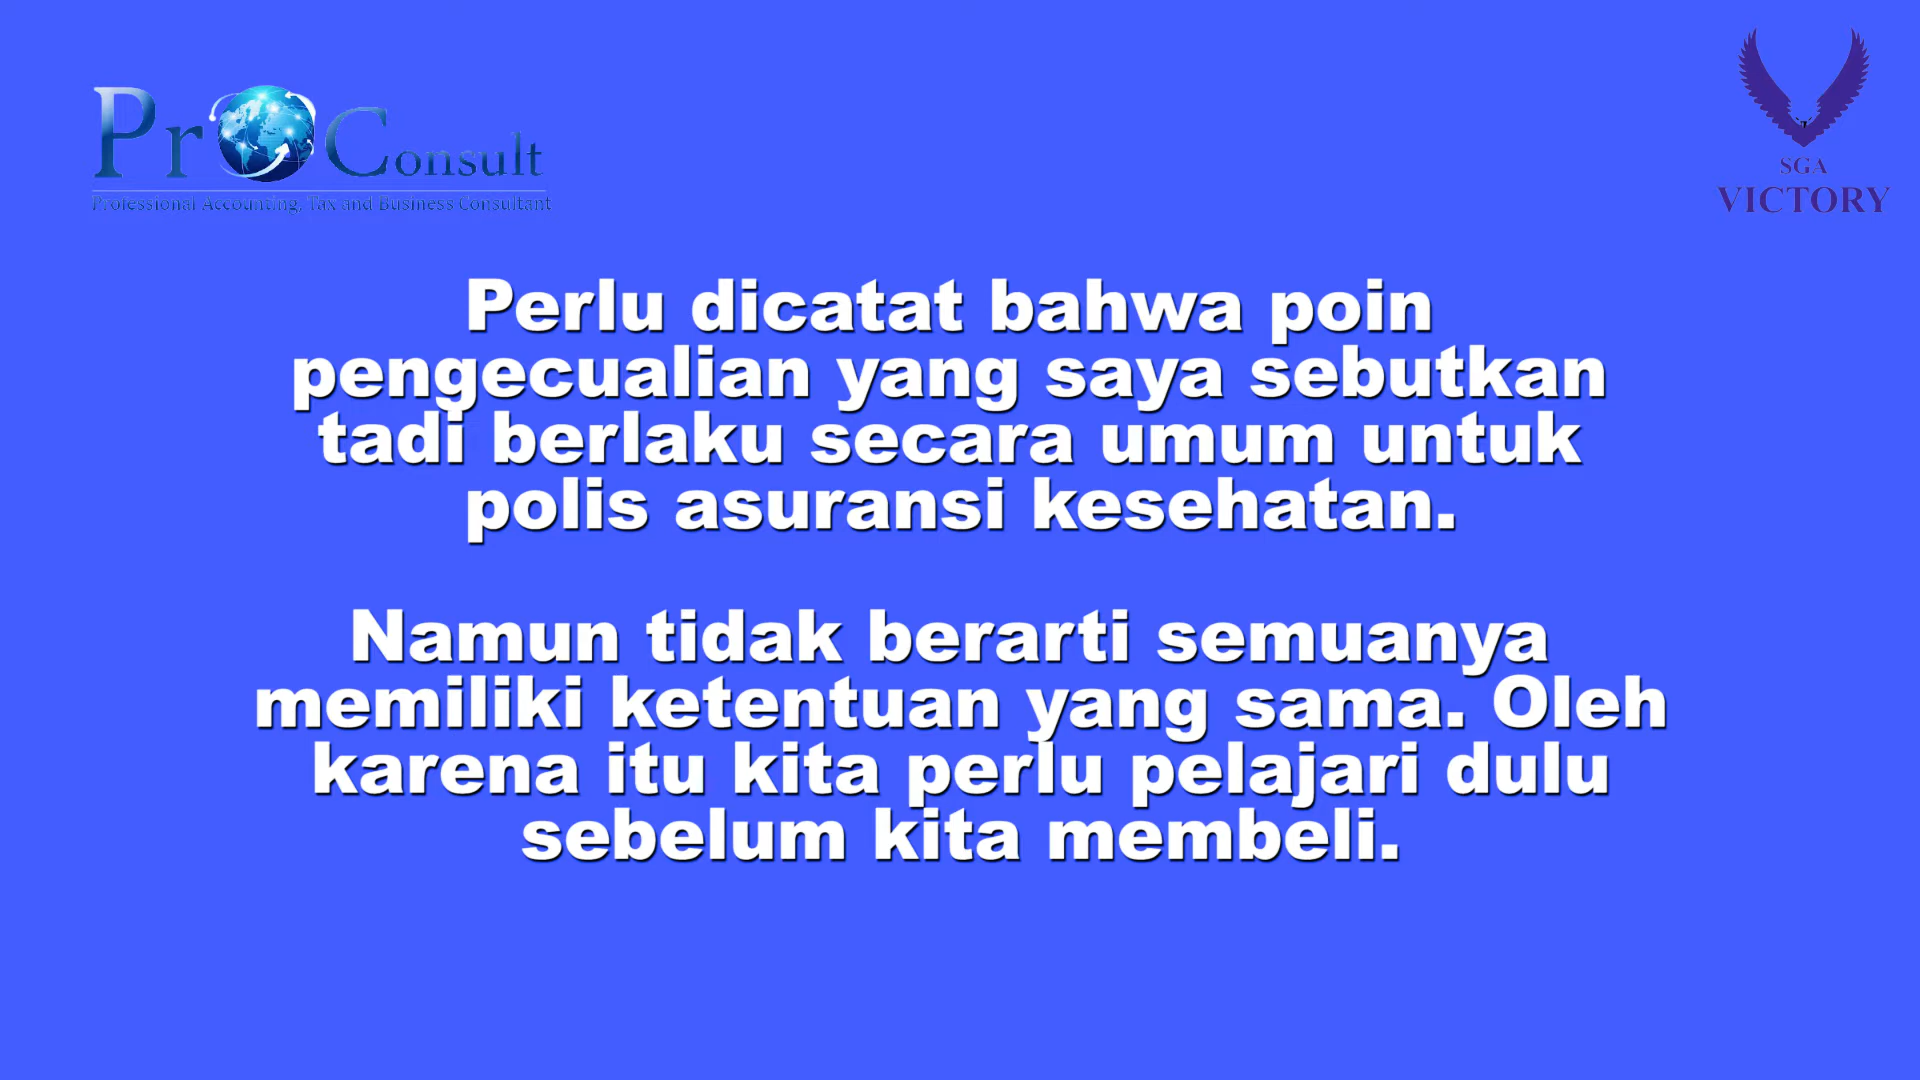 PrOConsult
Professional Accounting, Tax and Business Consultant
SGA
VICTORY
Perlu dicatat bahwa poin
pengecualian yang saya sebutkan
tadi berlaku secara umum untuk
polis asuransi kesehatan.
Namun tidak berarti semuanya
memiliki ketentuan yang sama. Oleh
karena itu kita perlu pelajari dulu
sebelum kita membeli.